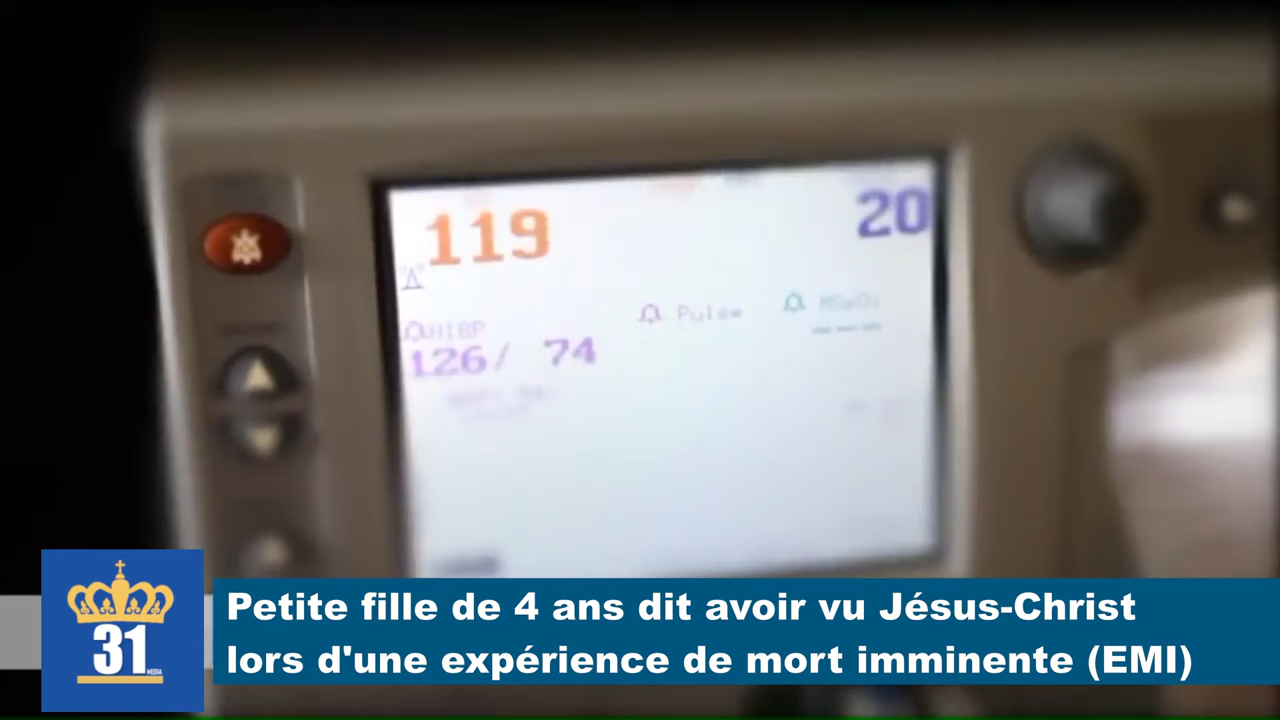 119
20
NIBP
Pulse
126/ 74
---
31
MEDIA
Petite fille de 4 ans dit avoir vu Jésus-Christ
lors d'une expérience de mort imminente (EMI)